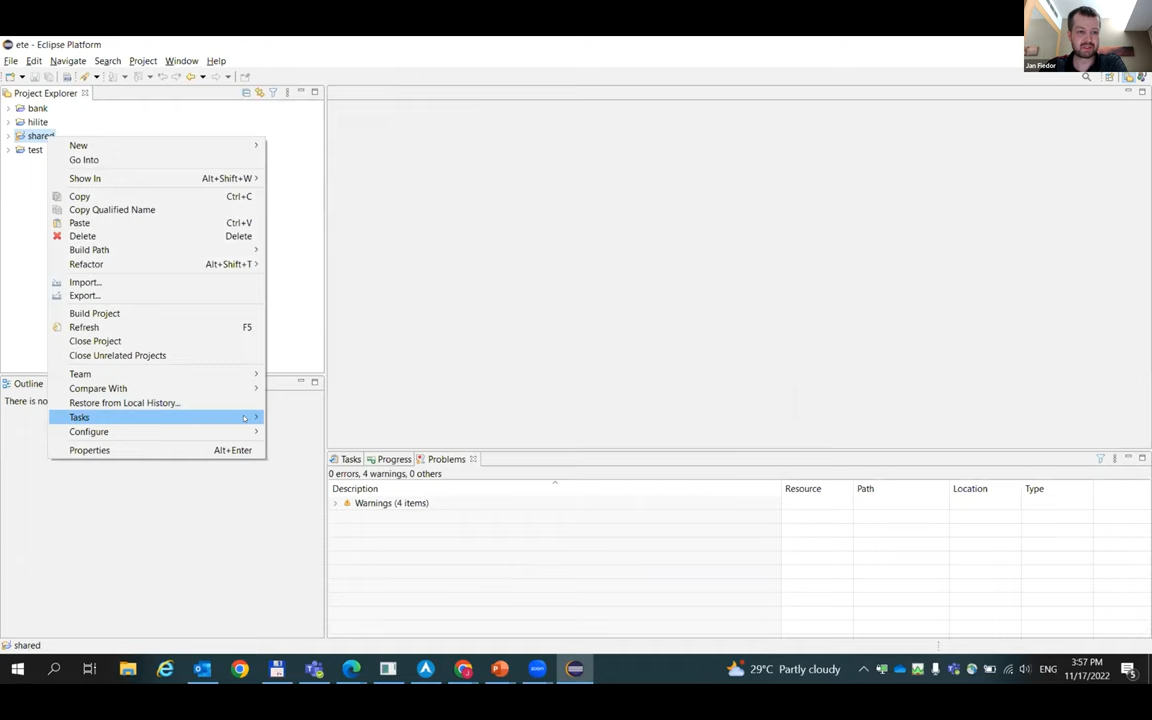 ete - Eclipse Platform
File Edit Navigate Search Project Window Help
Jan Fiedor
Project Explorer
bank
hilite
shared
test
New
Go Into
Show In Alt+Shift+W
Copy Ctrl+C
Copy Qualified Name
Paste Ctrl+V
Delete Delete
Build Path
Refactor Alt+Shift+T
Import...
Export...
Build Project
Refresh F5
Close Project
Close Unrelated Projects
Team
Compare With
Restore from Local History...
Tasks
Configure
Properties Alt+Enter
Outline
There is no
Tasks Progress Problems
0 errors, 4 warnings, 0 others
Description Resource Path Location Type
Warnings (4 items)
shared
29°C Partly cloudy
ENG
3:57 PM
11/17/2022
5